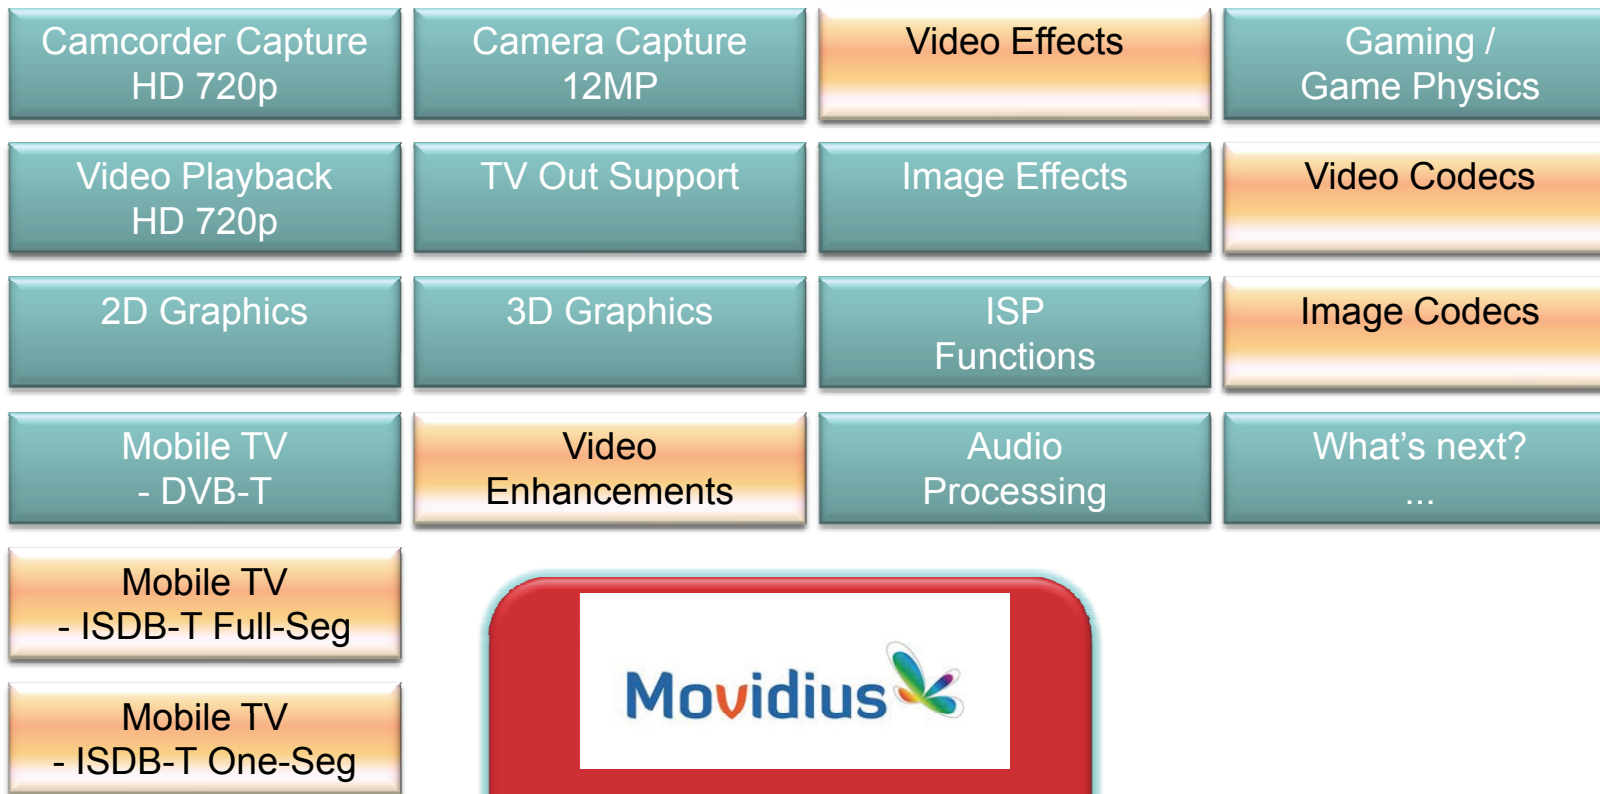 Camcorder Capture
HD 720p
Camera Capture
12MP
Video Effects
Gaming /
Game Physics
Video Playback
HD 720p
TV Out Support
Image Effects
Video Codecs
2D Graphics
3D Graphics
ISP
Functions
Image Codecs
Mobile TV
- DVB-T
Video
Enhancements
Audio
Processing
What’s next?
...
Mobile TV
- ISDB-T Full-Seg
Mobile TV
- ISDB-T One-Seg
Movidius